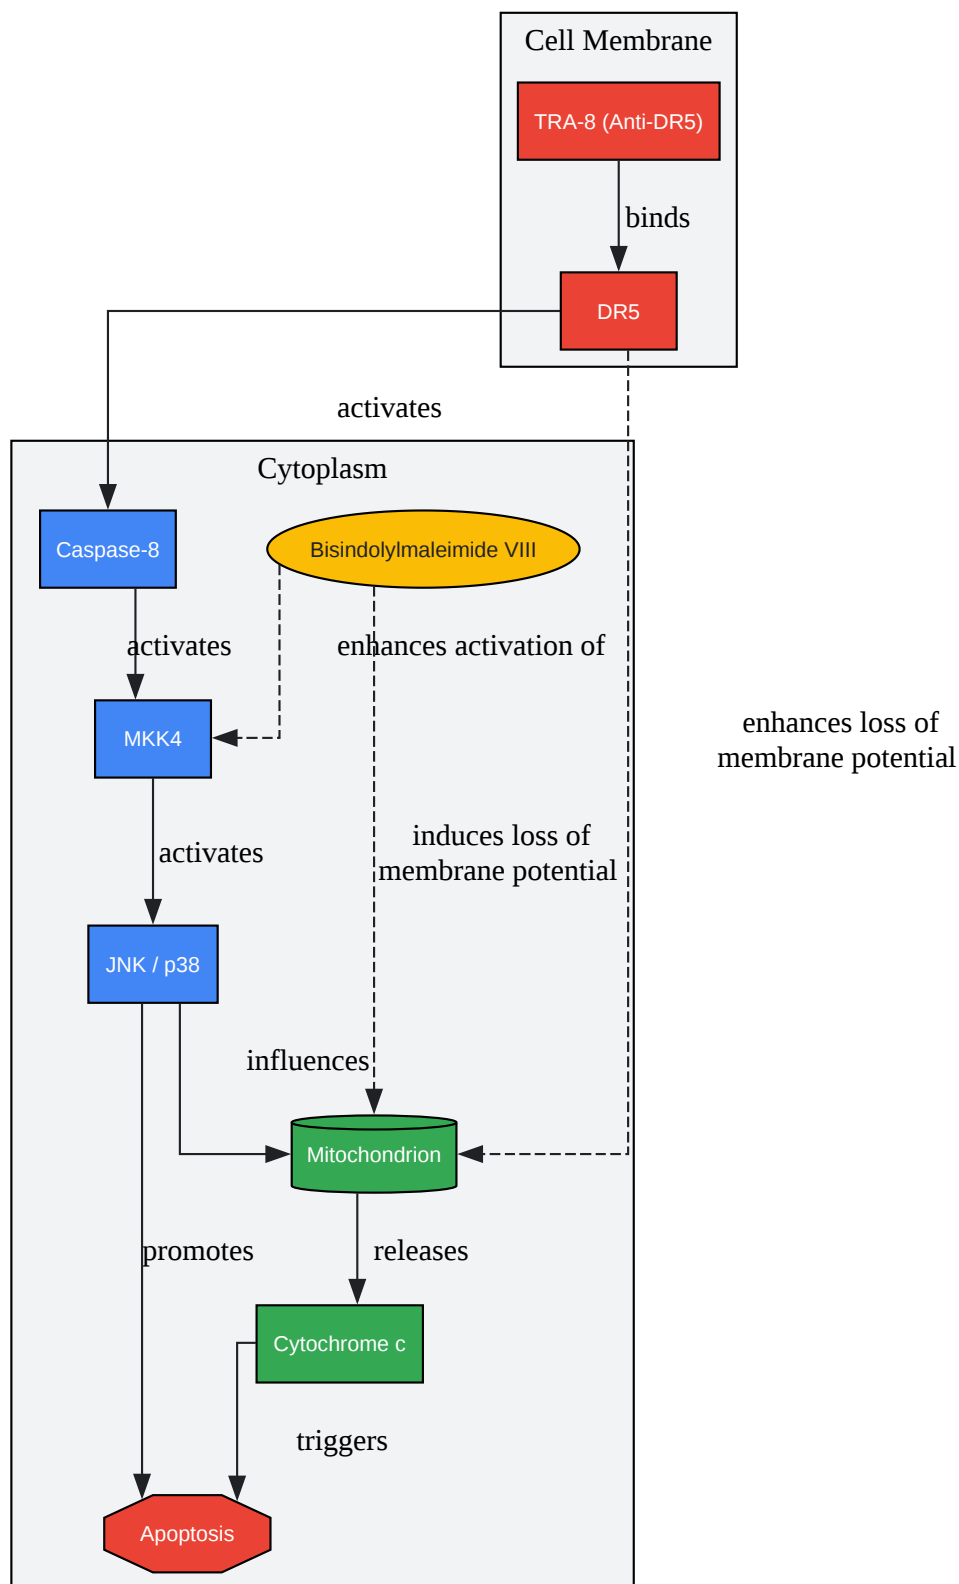 Cell Membrane
TRA-8 (Anti-DR5)
binds
DR5
activates
Cytoplasm
Caspase-8
Bisindolylmaleimide VIII
activates
enhances activation of
MKK4
enhances loss of
membrane potential
activates
induces loss of
membrane potential
JNK / p38
influences
Mitochondrion
promotes
releases
Cytochrome c
triggers
Apoptosis